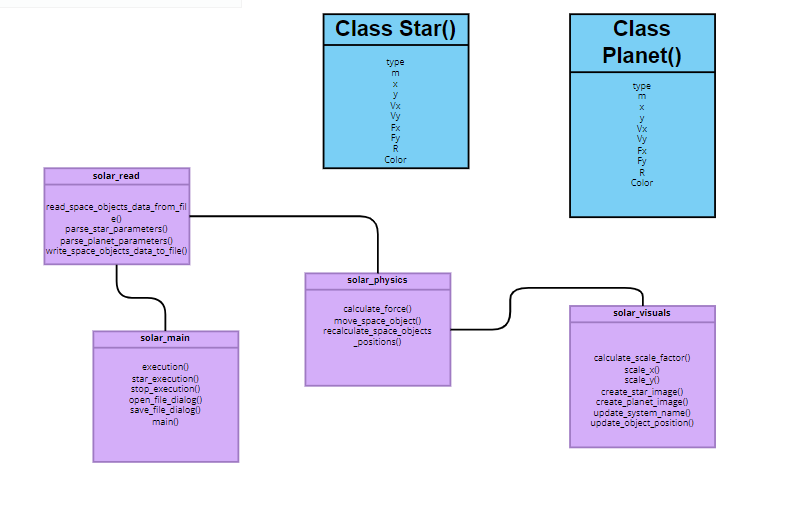 Class Star()
type
m
x
y
Vx
Vy
Fx
Fy
R
Color
Class
Planet()
type
m
x
y
Vx
Vy
Fx
Fy
R
Color
solar_read
read_space_objects_data_from_fil
e()
parse_star_parameters()
parse_planet_parameters()
write_space_objects_data_to_file()
solar_physics
calculate_force()
move_space_object()
recalculate_space_objects
_positions()
solar_visuals
calculate_scale_factor()
scale_x()
scale_y()
create_star_image()
create_planet_image()
update_system_name()
update_object_position()
solar_main
execution()
star_execution()
stop_execution()
open_file_dialog()
save_file_dialog()
main()